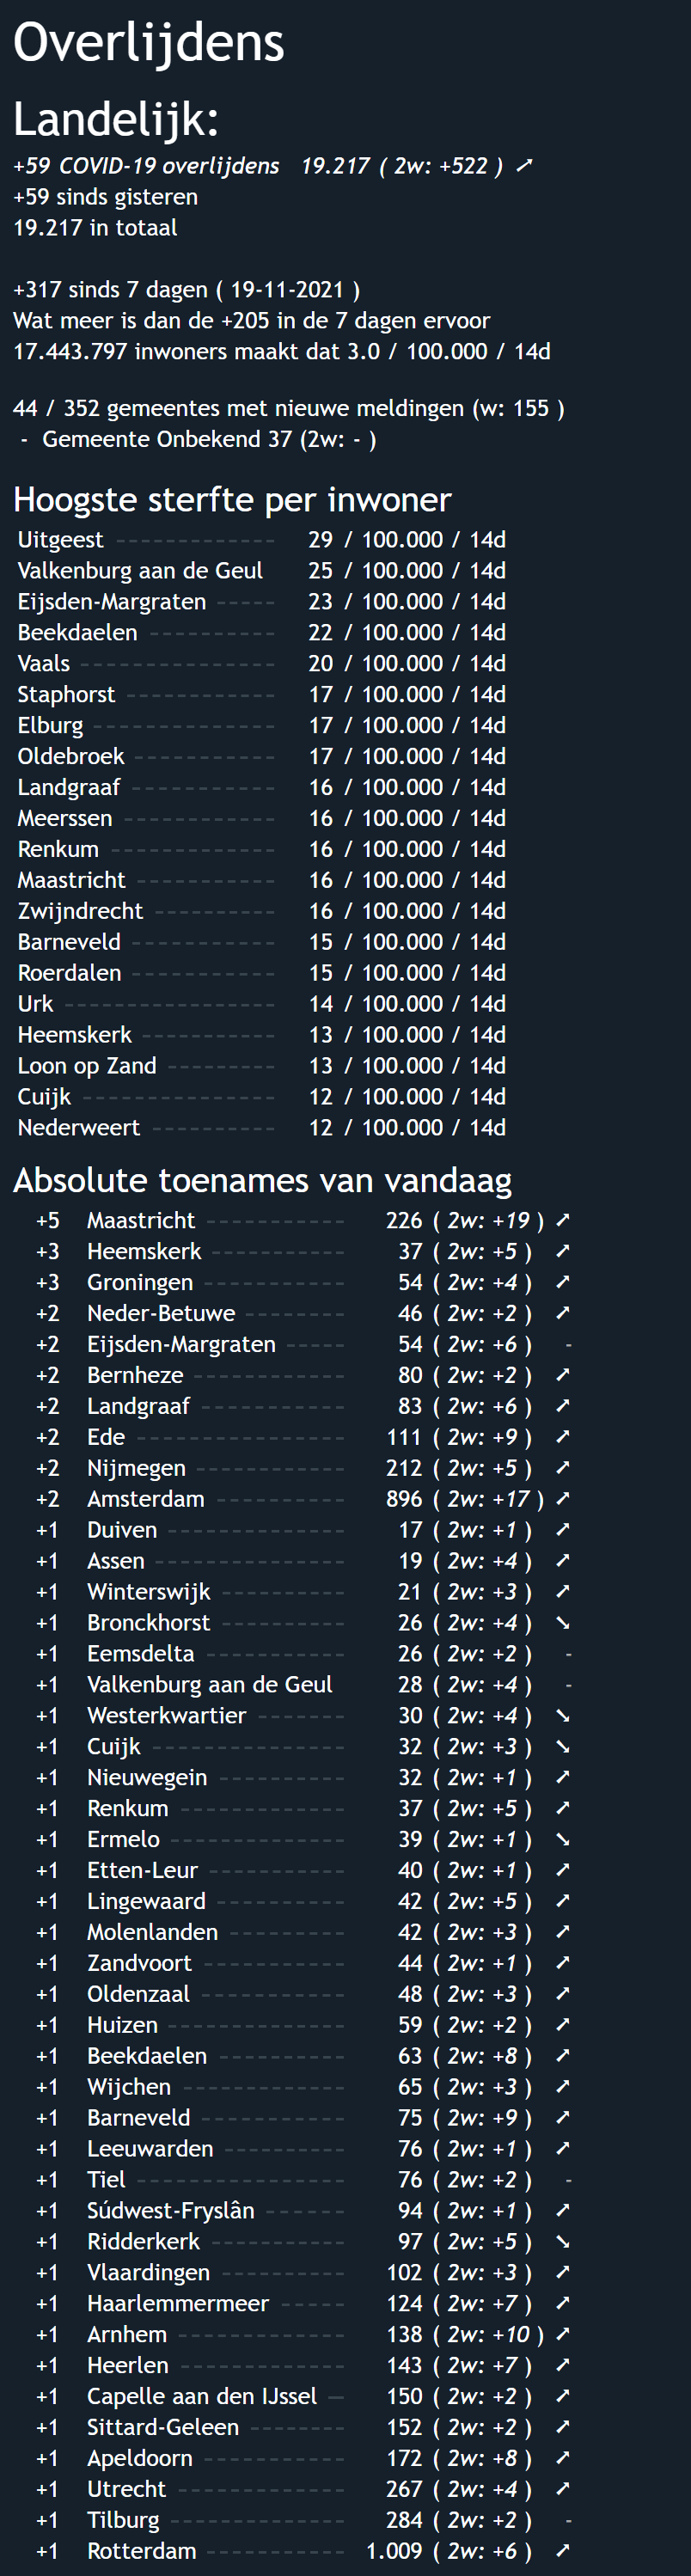 Overlijdens
Landelijk:
+59 COVID-19 overlijdens 19.217 ( 2w: +522 ) ➚
+59 sinds gisteren
19.217 in totaal
+317 sinds 7 dagen ( 19-11-2021 )
Wat meer is dan de +205 in de 7 dagen ervoor
17.443.797 inwoners maakt dat 3.0 / 100.000 / 14d
44 / 352 gemeentes met nieuwe meldingen (w: 155 )
- Gemeente Onbekend 37 (2w: - )
Hoogste sterfte per inwoner
Uitgeest 29 / 100.000 / 14d
Valkenburg aan de Geul 25 / 100.000 / 14d
Eijsden-Margraten 23 / 100.000 / 14d
Beekdaelen 22 / 100.000 / 14d
Vaals 20 / 100.000 / 14d
Staphorst 17 / 100.000 / 14d
Elburg 17 / 100.000 / 14d
Oldebroek 17 / 100.000 / 14d
Landgraaf 16 / 100.000 / 14d
Meerssen 16 / 100.000 / 14d
Renkum 16 / 100.000 / 14d
Maastricht 16 / 100.000 / 14d
Zwijndrecht 16 / 100.000 / 14d
Barneveld 15 / 100.000 / 14d
Roerdalen 15 / 100.000 / 14d
Urk 14 / 100.000 / 14d
Heemskerk 13 / 100.000 / 14d
Loon op Zand 13 / 100.000 / 14d
Cuijk 12 / 100.000 / 14d
Nederweert 12 / 100.000 / 14d
Absolute toenames van vandaag
+5 Maastricht 226 ( 2w: +19 ) ➚
+3 Heemskerk 37 ( 2w: +5 ) ➚
+3 Groningen 54 ( 2w: +4 ) ➚
+2 Neder-Betuwe 46 ( 2w: +2 ) ➚
+2 Eijsden-Margraten 54 ( 2w: +6 ) -
+2 Bernheze 80 ( 2w: +2 ) ➚
+2 Landgraaf 83 ( 2w: +6 ) ➚
+2 Ede 111 ( 2w: +9 ) ➚
+2 Nijmegen 212 ( 2w: +5 ) ➚
+2 Amsterdam 896 ( 2w: +17 ) ➚
+1 Duiven 17 ( 2w: +1 ) ➚
+1 Assen 19 ( 2w: +4 ) ➚
+1 Winterswijk 21 ( 2w: +3 ) ➚
+1 Bronckhorst 26 ( 2w: +4 ) ➘
+1 Eemsdelta 26 ( 2w: +2 ) -
+1 Valkenburg aan de Geul 28 ( 2w: +4 ) -
+1 Westerkwartier 30 ( 2w: +4 ) ➘
+1 Cuijk 32 ( 2w: +3 ) ➘
+1 Nieuwegein 32 ( 2w: +1 ) ➚
+1 Renkum 37 ( 2w: +5 ) ➚
+1 Ermelo 39 ( 2w: +1 ) ➘
+1 Etten-Leur 40 ( 2w: +1 ) ➚
+1 Lingewaard 42 ( 2w: +5 ) ➚
+1 Molenlanden 42 ( 2w: +3 ) ➚
+1 Zandvoort 44 ( 2w: +1 ) ➚
+1 Oldenzaal 48 ( 2w: +3 ) ➚
+1 Huizen 59 ( 2w: +2 ) ➚
+1 Beekdaelen 63 ( 2w: +8 ) ➚
+1 Wijchen 65 ( 2w: +3 ) ➚
+1 Barneveld 75 ( 2w: +9 ) ➚
+1 Leeuwarden 76 ( 2w: +1 ) ➚
+1 Tiel 76 ( 2w: +2 ) -
+1 Súdwest-Fryslân 94 ( 2w: +1 ) ➚
+1 Ridderkerk 97 ( 2w: +5 ) ➘
+1 Vlaardingen 102 ( 2w: +3 ) ➚
+1 Haarlemmermeer 124 ( 2w: +7 ) ➚
+1 Arnhem 138 ( 2w: +10 ) ➚
+1 Heerlen 143 ( 2w: +7 ) ➚
+1 Capelle aan den IJssel 150 ( 2w: +2 ) ➚
+1 Sittard-Geleen 152 ( 2w: +2 ) ➚
+1 Apeldoorn 172 ( 2w: +8 ) ➚
+1 Utrecht 267 ( 2w: +4 ) ➚
+1 Tilburg 284 ( 2w: +2 ) -
+1 Rotterdam 1.009 ( 2w: +6 ) ➚